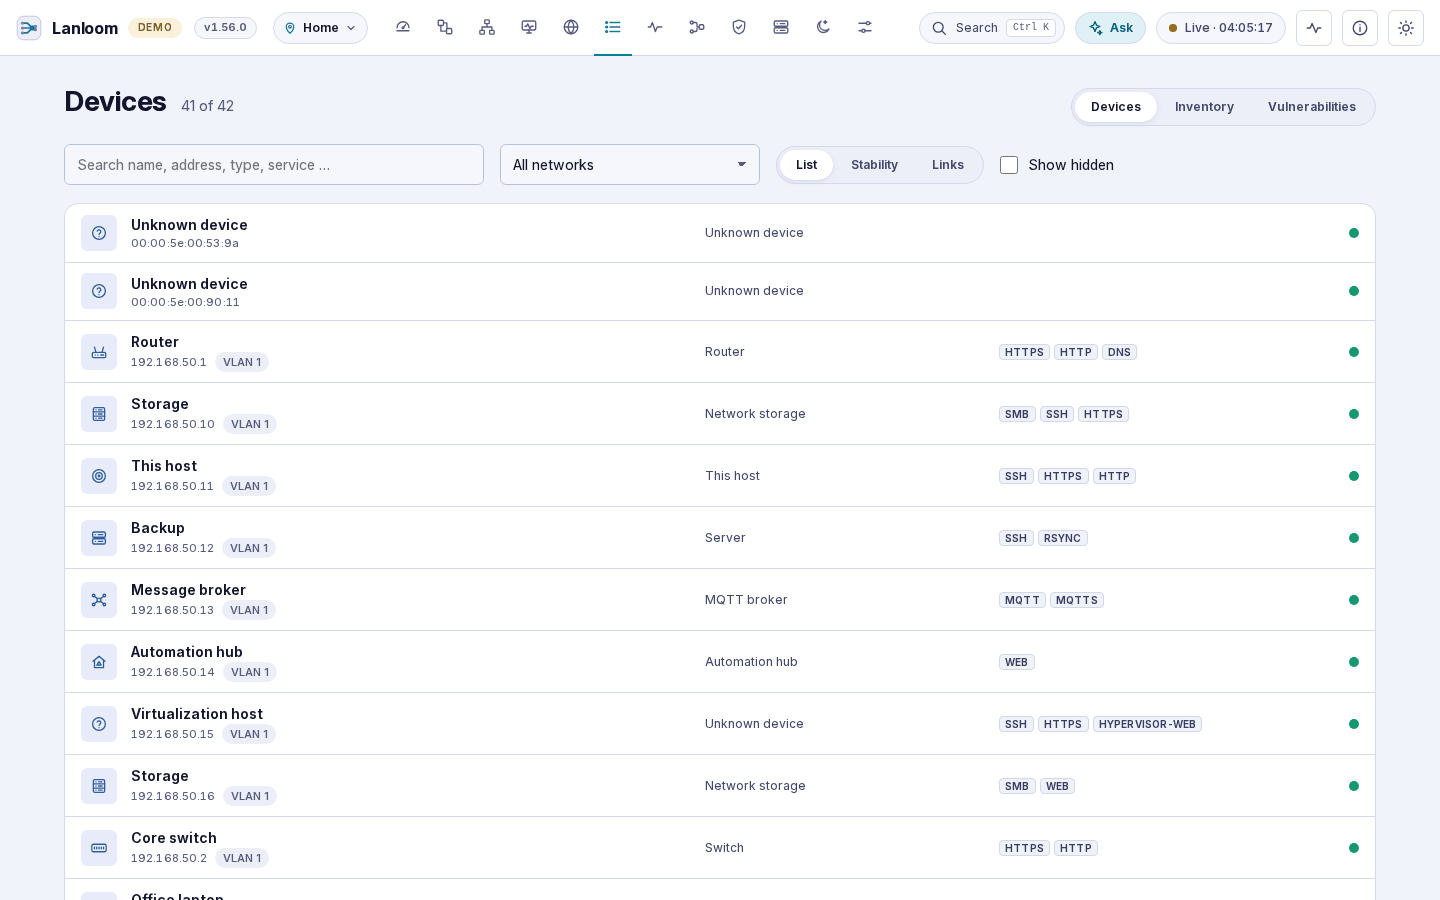 Lanloom DEMO v1.56.0 Home Search Ctrl K Ask Live · 04:05:17
Devices 41 of 42 Devices Inventory Vulnerabilities
Search name, address, type, service ... All networks List Stability Links Show hidden
Unknown device
00:00:5e:00:53:9a
Unknown device
Unknown device
00:00:5e:00:90:11
Unknown device
Router
192.168.50.1 VLAN 1
Router HTTPS HTTP DNS
Storage
192.168.50.10 VLAN 1
Network storage SMB SSH HTTPS
This host
192.168.50.11 VLAN 1
This host SSH HTTPS HTTP
Backup
192.168.50.12 VLAN 1
Server SSH RSYNC
Message broker
192.168.50.13 VLAN 1
MQTT broker MQTT MQTTS
Automation hub
192.168.50.14 VLAN 1
Automation hub WEB
Virtualization host
192.168.50.15 VLAN 1
Unknown device SSH HTTPS HYPERVISOR-WEB
Storage
192.168.50.16 VLAN 1
Network storage SMB WEB
Core switch
192.168.50.2 VLAN 1
Switch HTTPS HTTP
Office laptop